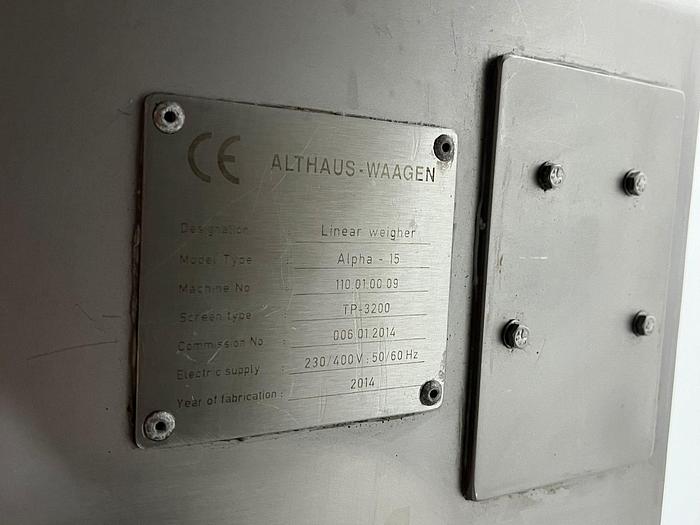 CE ALTHAUS-WAAGEN
Designation : Linear weigher
Model Type : Alpha - 15
Machine No : 110.01.00.09
Screen type : TP-3200
Commission No : 006.01.2014
Electric supply : 230/400V ; 50/60 Hz
Year of fabrication : 2014